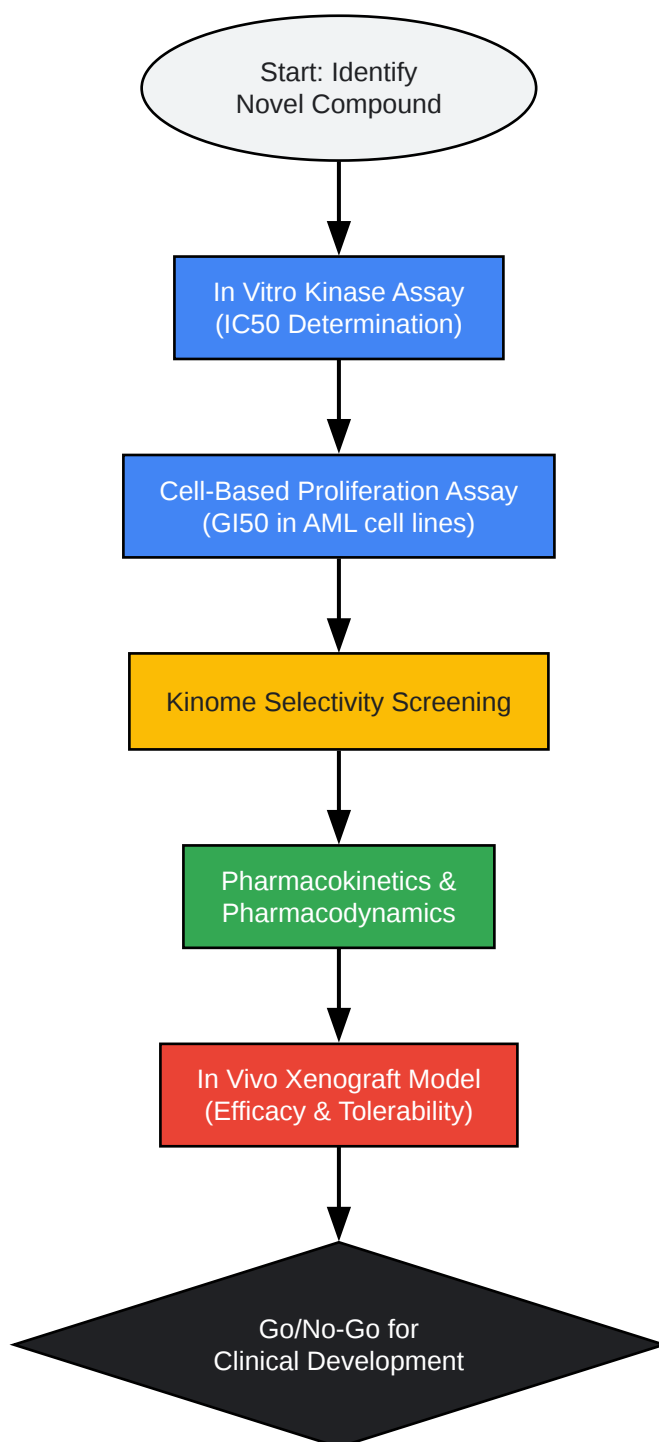 Start: Identify
Novel Compound
In Vitro Kinase Assay
(IC50 Determination)
Cell-Based Proliferation Assay
(GI50 in AML cell lines)
Kinome Selectivity Screening
Pharmacokinetics &
Pharmacodynamics
In Vivo Xenograft Model
(Efficacy & Tolerability)
Go/No-Go for
Clinical Development